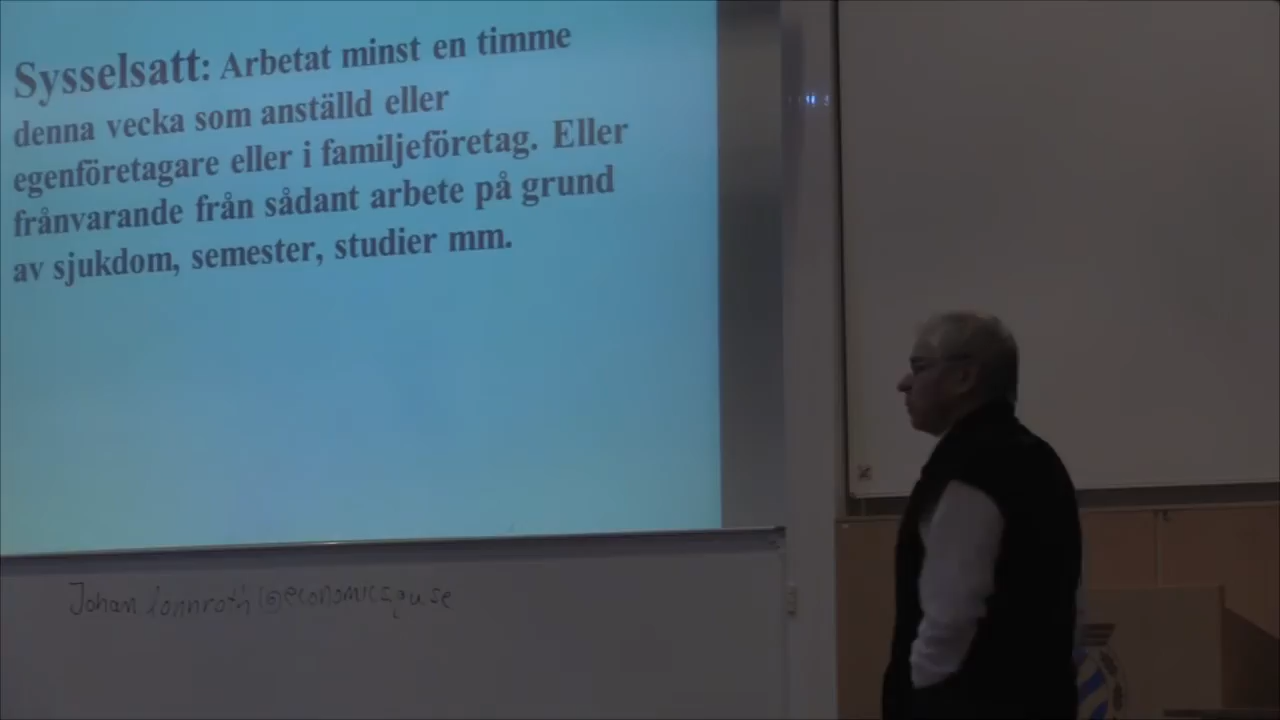 Sysselsatt: Arbetat minst en timme
denna vecka som anställd eller
egenföretagare eller i familjeföretag. Eller
frånvarande från sådant arbete på grund
av sjukdom, semester, studier mm.
Johan lonnroth@economics.gu.se